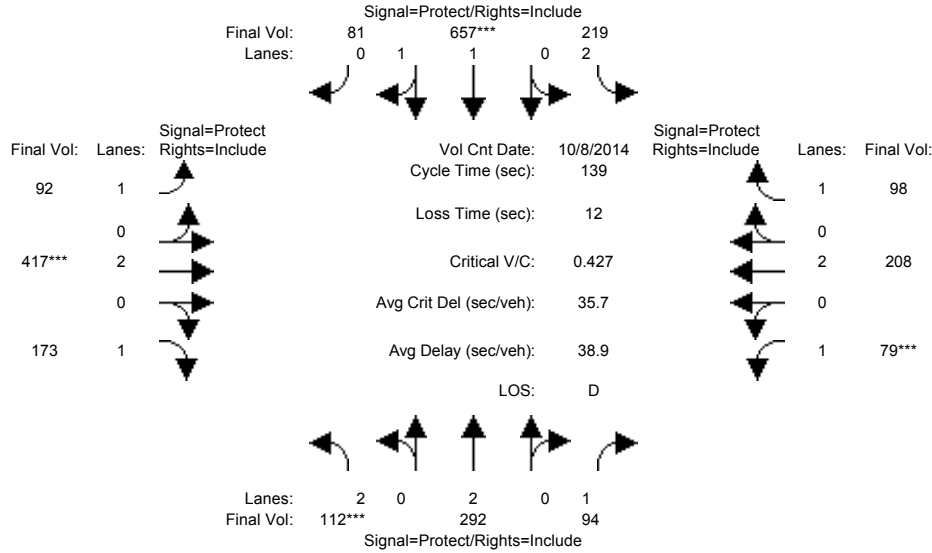 Signal=Protect/Rights=Include
Final Vol: 81 657*** 219
Lanes: 0 1 1 0 2
Signal=Protect Signal=Protect
Final Vol: Lanes: Rights=Include Vol Cnt Date: 10/8/2014 Rights=Include Lanes: Final Vol:
Cycle Time (sec): 139
92 1 1 98
Loss Time (sec): 12
0 0
417*** 2 Critical V/C: 0.427 2 208
0 Avg Crit Del (sec/veh): 35.7 0
173 1 Avg Delay (sec/veh): 38.9 1 79***
LOS: D
Lanes: 2 0 2 0 1
Final Vol: 112*** 292 94
Signal=Protect/Rights=Include